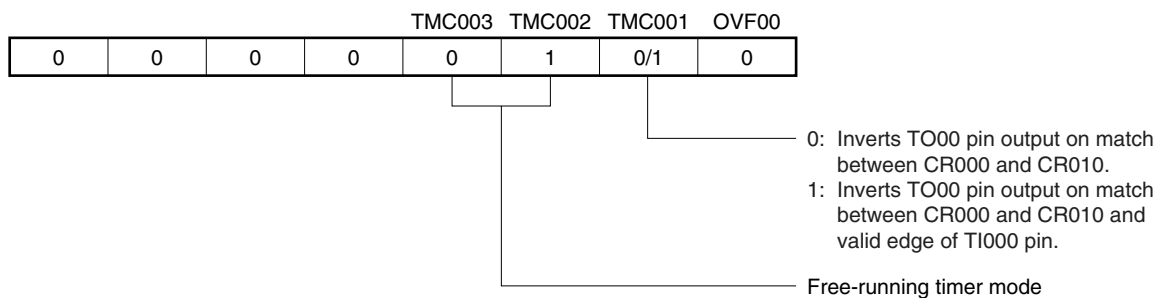 TMC003 TMC002 TMC001 OVF00
0 0 0 0 0 1 0/1 0
0: Inverts TO00 pin output on match
between CR000 and CR010.
1: Inverts TO00 pin output on match
between CR000 and CR010 and
valid edge of TI000 pin.
Free-running timer mode